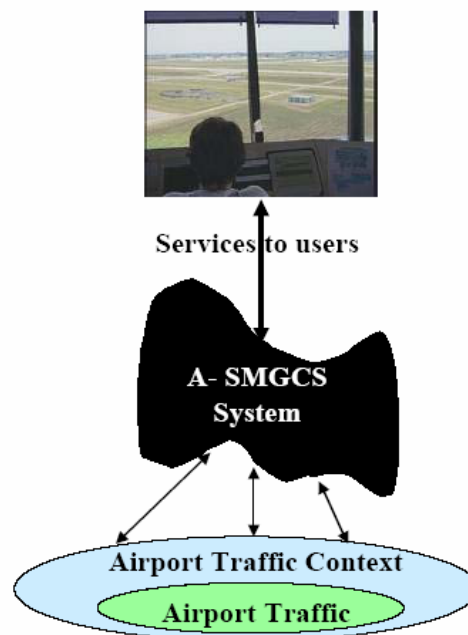 Services to users
A- SMGCS
System
Airport Traffic Context
Airport Traffic